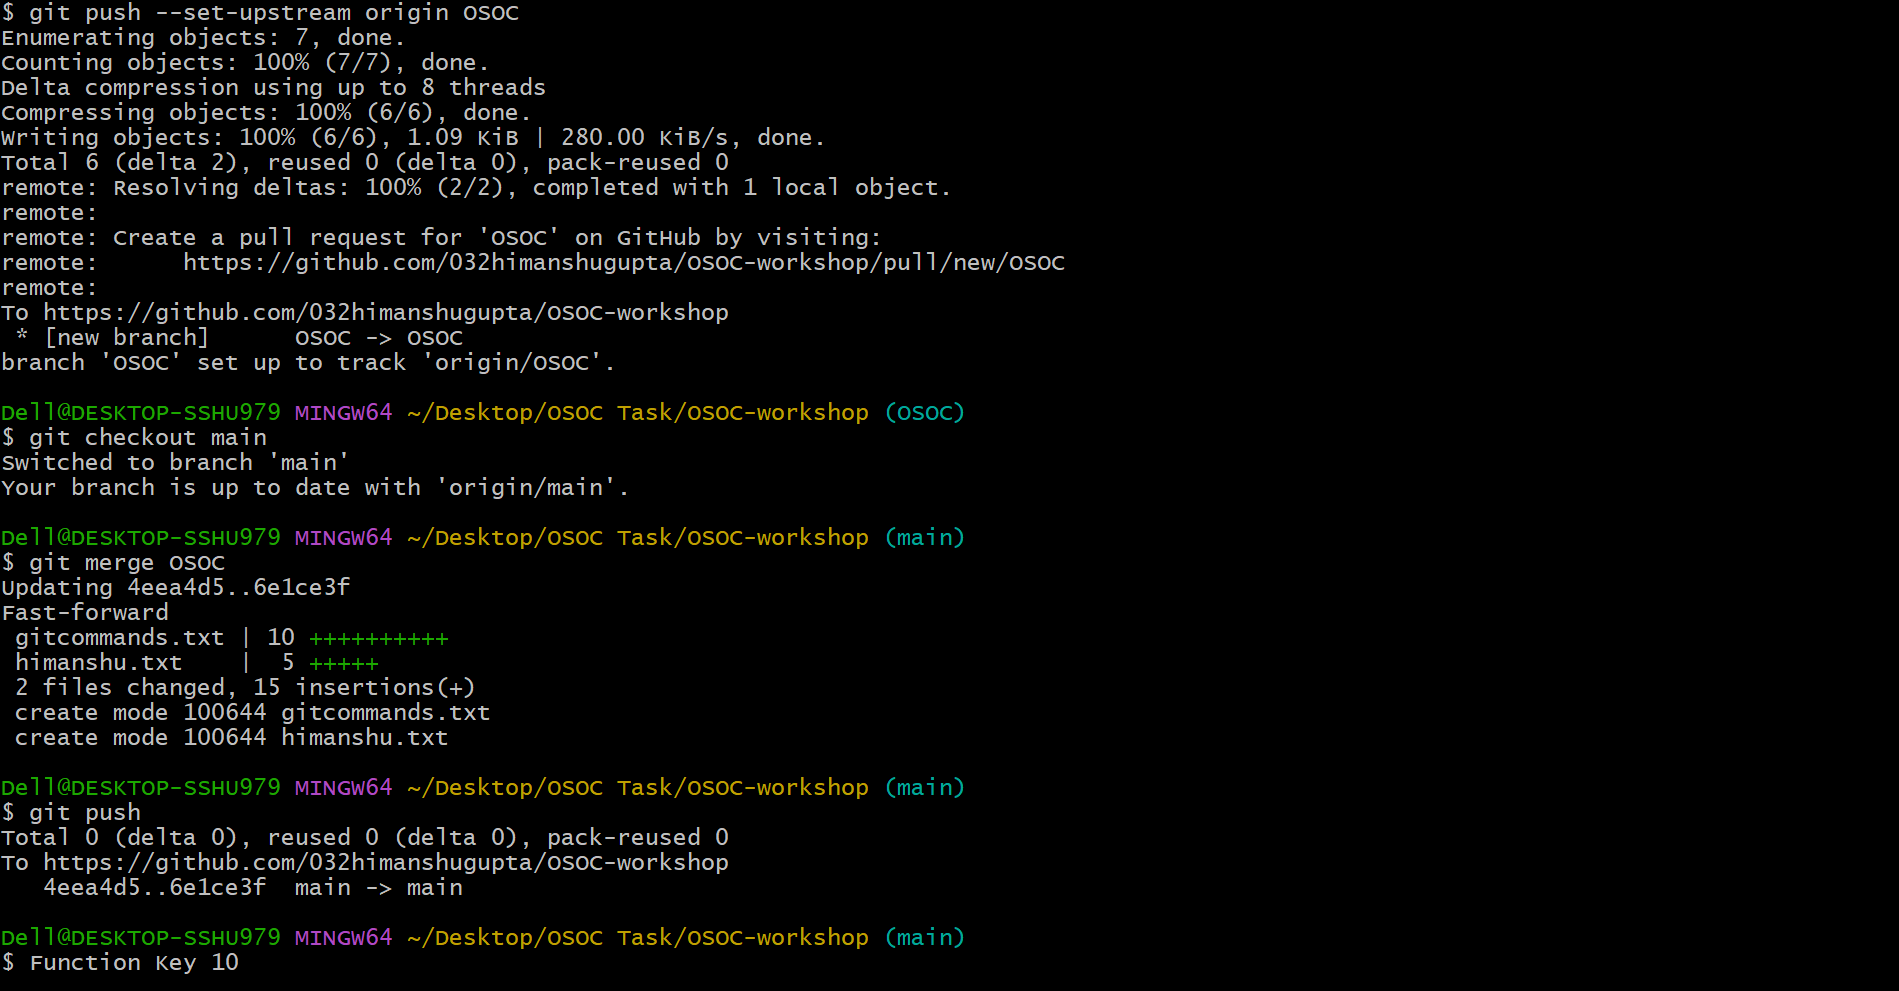 $ git push --set-upstream origin OSOC
Enumerating objects: 7, done.
Counting objects: 100% (7/7), done.
Delta compression using up to 8 threads
Compressing objects: 100% (6/6), done.
Writing objects: 100% (6/6), 1.09 KiB | 280.00 KiB/s, done.
Total 6 (delta 2), reused 0 (delta 0), pack-reused 0
remote: Resolving deltas: 100% (2/2), completed with 1 local object.
remote:
remote: Create a pull request for 'OSOC' on GitHub by visiting:
remote:      https://github.com/032himanshugupta/OSOC-workshop/pull/new/OSOC
remote:
To https://github.com/032himanshugupta/OSOC-workshop
 * [new branch]      OSOC -> OSOC
branch 'OSOC' set up to track 'origin/OSOC'.

Dell@DESKTOP-SSHU979 MINGW64 ~/Desktop/OSOC Task/OSOC-workshop (OSOC)
$ git checkout main
Switched to branch 'main'
Your branch is up to date with 'origin/main'.

Dell@DESKTOP-SSHU979 MINGW64 ~/Desktop/OSOC Task/OSOC-workshop (main)
$ git merge OSOC
Updating 4eea4d5..6e1ce3f
Fast-forward
 gitcommands.txt | 10 ++++++++++
 himanshu.txt    |  5 +++++
 2 files changed, 15 insertions(+)
 create mode 100644 gitcommands.txt
 create mode 100644 himanshu.txt

Dell@DESKTOP-SSHU979 MINGW64 ~/Desktop/OSOC Task/OSOC-workshop (main)
$ git push
Total 0 (delta 0), reused 0 (delta 0), pack-reused 0
To https://github.com/032himanshugupta/OSOC-workshop
   4eea4d5..6e1ce3f  main -> main

Dell@DESKTOP-SSHU979 MINGW64 ~/Desktop/OSOC Task/OSOC-workshop (main)
$ Function Key 10